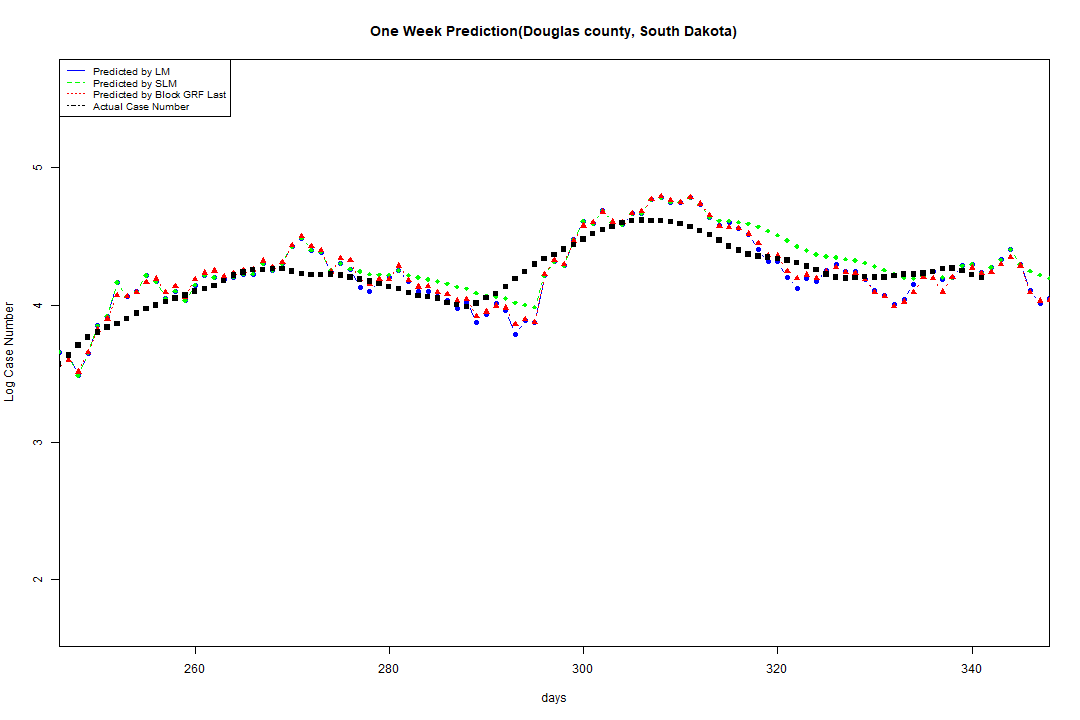 One Week Prediction(Douglas county, South Dakota)
Predicted by LM
Predicted by SLM
Predicted by Block GRF Last
Actual Case Number
5
4
3
2
Log Case Number
260 280 300 320 340
days